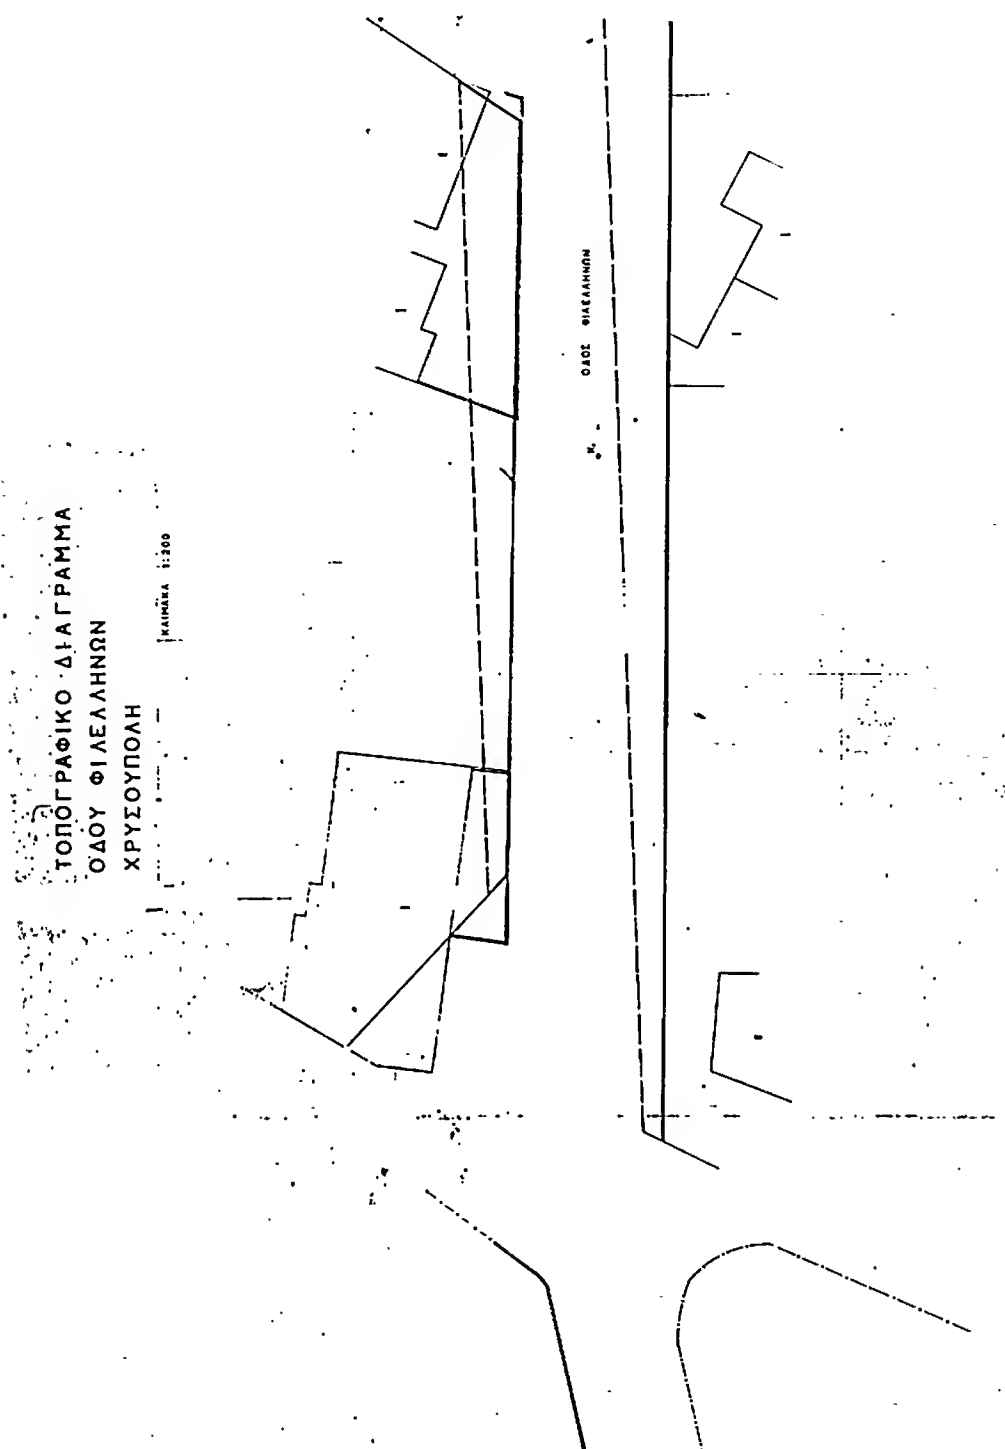 ΤΟΠΟΓΡΑΦΙΚΟ ΔΙΑΓΡΑΜΜΑ
ΟΔΟΥ ΦΙΛΕΛΛΗΝΩΝ
ΧΡΥΣΟΥΠΟΛΗ
ΚΛΙΜΑΚΑ 1:200
ΟΔΟΣ ΦΙΛΕΛΛΗΝΩΝ